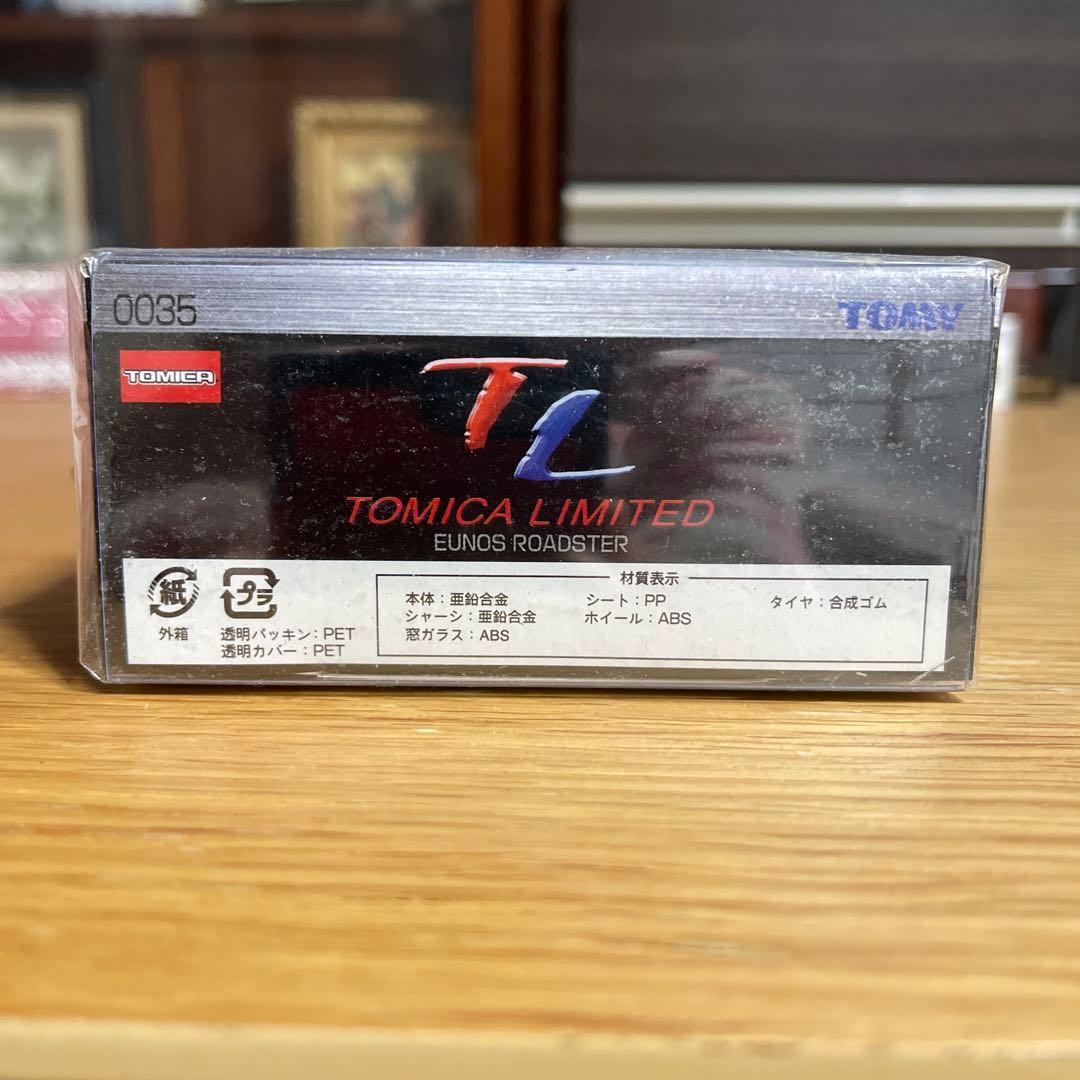 0035
TOMY
TOMICA
TL
TOMICA LIMITED
EUNOS ROADSTER
紙
外箱
プラ
透明パッキン:PET
透明カバー:PET
材質表示
本体:亜鉛合金
シャーシ:亜鉛合金
窓ガラス:ABS
シート:PP
ホイール:ABS
タイヤ:合成ゴム